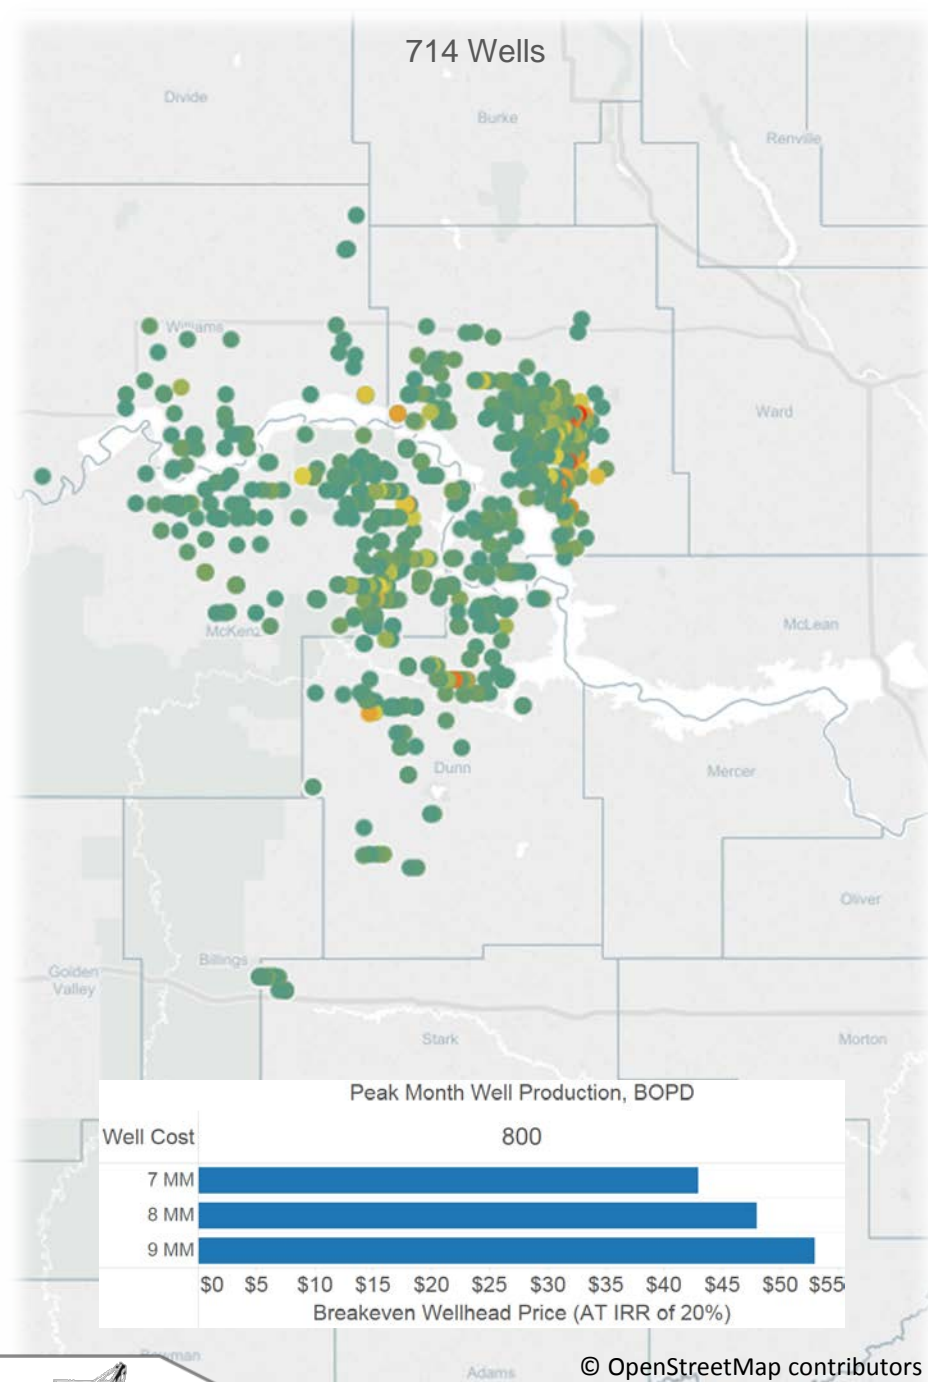 714 Wells
Divide
Burke
Renville
Williams
Ward
McKenz
McLean
Dunn
Mercer
Oliver
Billings
Golden
Valley
Stark
Morton
Peak Month Well Production, BOPD
Well Cost
800
7 MM
8 MM
9 MM
$0 $5 $10 $15 $20 $25 $30 $35 $40 $45 $50 $55
Breakeven Wellhead Price (AT IRR of 20%)
Bowman
Adams
© OpenStreetMap contributors